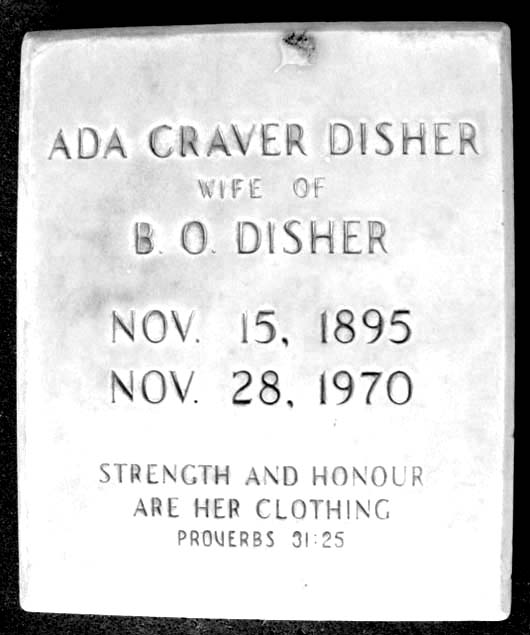 ADA CRAVER DISHER
WIFE OF
B. O. DISHER
NOV. 15, 1895
NOV. 28, 1970
STRENGTH AND HONOUR
ARE HER CLOTHING
PROVERBS 31:25